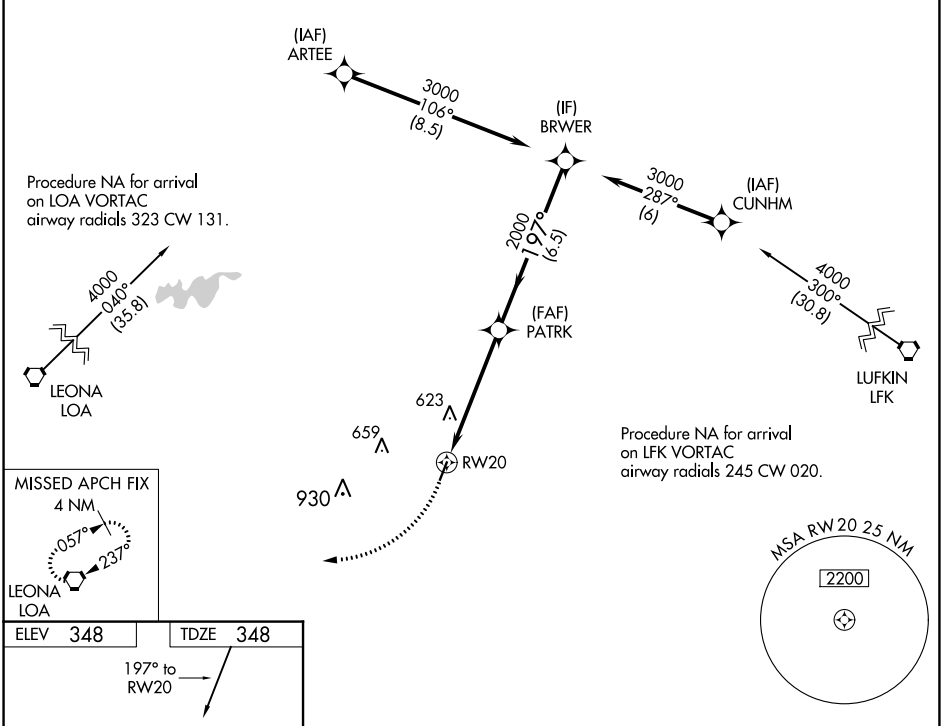 (IAF)
ARTEE
3000
106°
(8.5)
(IF)
BRWER
3000
287°
(6)
(IAF)
CUNHM
Procedure NA for arrival
on LOA VORTAC
airway radials 323 CW 131.
4000
040°
(35.8)
LEONA
LOA
2000
197°
(6.5)
(FAF)
PATRK
4000
300°
(30.8)
LUFKIN
LFK
623
659
930
RW20
Procedure NA for arrival
on LFK VORTAC
airway radials 245 CW 020.
MISSED APCH FIX
4 NM
057°
237°
LEONA
LOA
MSA RW20 25 NM
2200
ELEV 348
TDZE 348
197° to
RW20